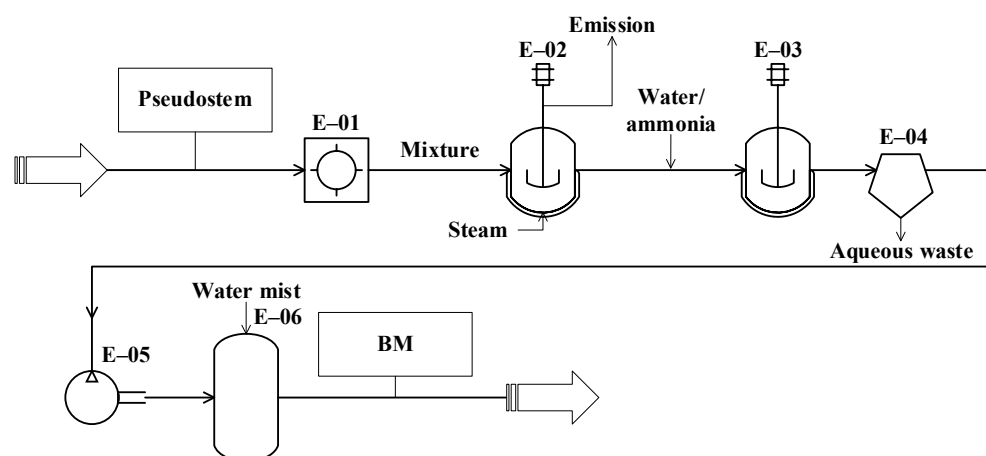 Emission
E–02
E–03
Pseudostem
Water/
ammonia
E–01
E–04
Mixture
Steam
Aqueous waste
Water mist
E–06
BM
E–05